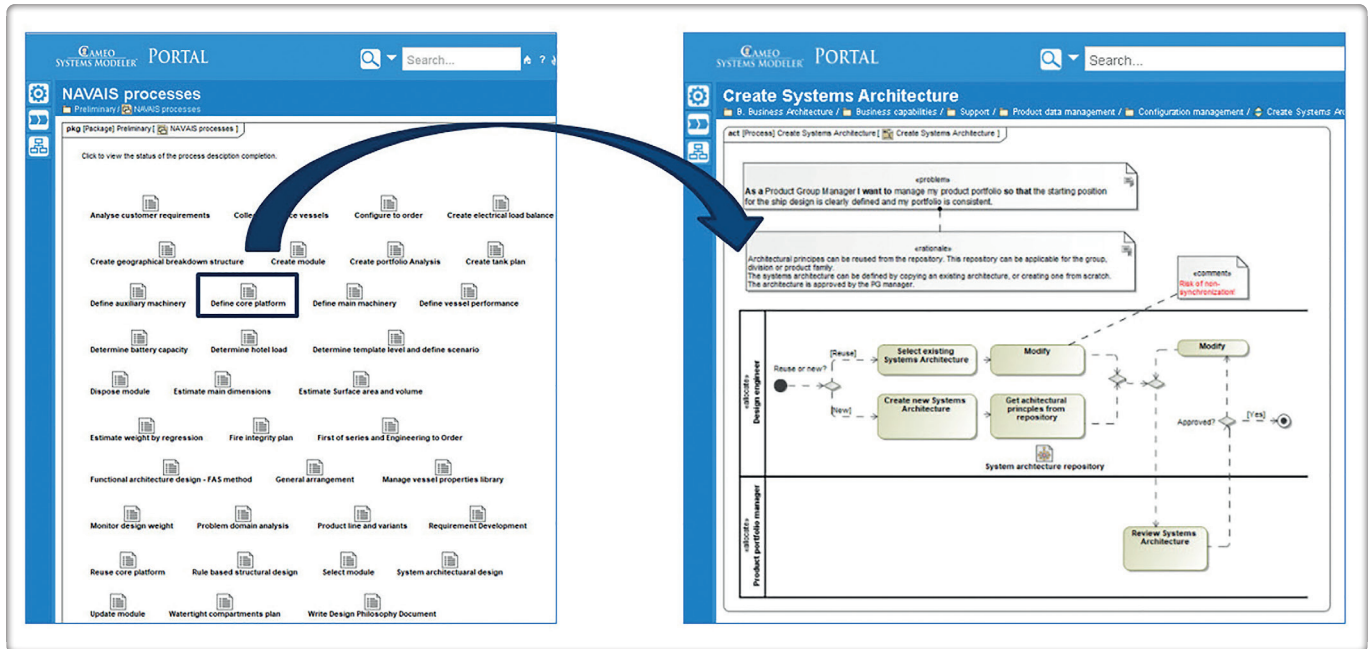 CAMEO
SYSTEMS MODELER PORTAL
Search...
?
NAVAIS processes
Preliminary / NAVAIS processes
pkg [Package] Preliminary [ NAVAIS processes ]
Click to view the status of the process desciption completion.
Analyse customer requirements
ce vessels
Configure to order
Create electrical load balance
Create geographical breakdown structure
Create module
Create portfolio Analysis
Create tank plan
Define auxiliary machinery
Define core platform
Define main machinery
Define vessel performance
Determine battery capacity
Determine hotel load
Determine template level and define scenario
Dispose module
Estimate main dimensions
Estimate Surface area and volume
Estimate weight by regression
Fire integrity plan
First of series and Engineering to Order
Functional architecture design - FAS method
General arrangement
Manage vessel properties library
Monitor design weight
Problem domain analysis
Product line and variants
Requirement Development
Reuse core platform
Rule based structural design
Select module
System architectuaral design
Update module
Watertight compartments plan
Write Design Philosophy Document
CAMEO
SYSTEMS MODELER PORTAL
Search...
Create Systems Architecture
B. Business Architecture / Business capabilities / Support / Product data management / Configuration management / Create Systems Ar
act [Process] Create Systems Architecture [ Create Systems Architecture ]
«problem»
As a Product Group Manager I want to manage my product portfolio so that the starting position
for the ship design is clearly defined and my portfolio is consistent.
«rationale»
Architectural principes can be reused from the repository. This repository can be applicable for the group,
division or product family.
The systems architecture can be defined by copying an existing architecture, or creating one from scratch.
The architecture is approved by the PG manager.
«comment»
Risk of non-
synchronization!
«allocate»
Design engineer
Reuse or new?
[Reuse]
[New]
Select existing
Systems Architecture
Modify
Create new Systems
Architecture
Get achitectural
princples from
repository
System archtecture repository
Modify
Approved?
[Yes]
«allocate»
Product portfolio manager
Review Systems
Architecture